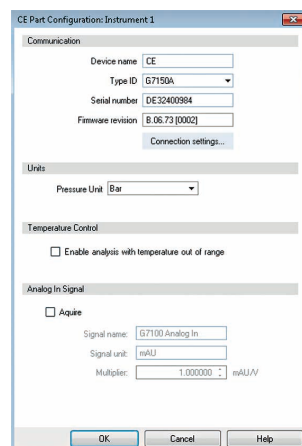 CE Part Configuration: Instrument 1
Communication
Device name CE
Type ID G7150A
Serial number DE32400984
Firmware revision B.06.73 [0002]
Connection settings...
Units
Pressure Unit Bar
Temperature Control
Enable analysis with temperature out of range
Analog In Signal
Aquire
Signal name: G7100 Analog In
Signal unit: mAU
Multiplier: 1.000000 mAU/V
OK Cancel Help